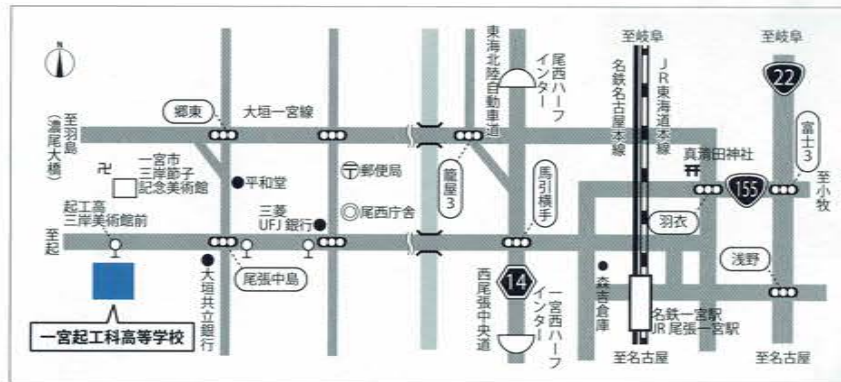 N
至羽島
（濃尾大橋）
郷東
大垣一宮線
東海北陸自動車道
尾西ハーフ
インター
名鉄名古屋本線
至岐阜
JR東海道本線
至岐阜
22
富士3
卍
一宮市
三岸節子
記念美術館
平和堂
〒郵便局
籠屋3
馬引横手
真清田神社
155
至小牧
起工高
三岸美術館前
三菱
UFJ銀行
◎尾西庁舎
羽衣
至起
浅野
大垣共立銀行
尾張中島
西尾張中央道
14
一宮西ハーフ
インター
森吉倉庫
名鉄一宮駅
JR尾張一宮駅
一宮起工科高等学校
至名古屋
至名古屋